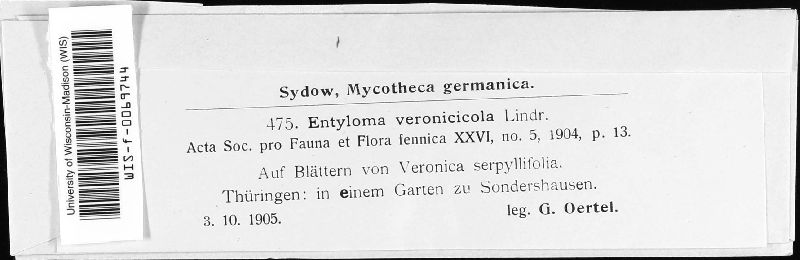 University of Wisconsin-Madison (WIS)
WIS-f-0069744
Sydow, Mycotheca germanica.
475. Entyloma veronicicola Lindr.
Acta Soc. pro Fauna et Flora fennica XXVI, no. 5, 1904, p. 13.
Auf Blättern von Veronica serpyllifolia.
Thüringen: in einem Garten zu Sondershausen.
3. 10. 1905.
leg. G. Oertel.